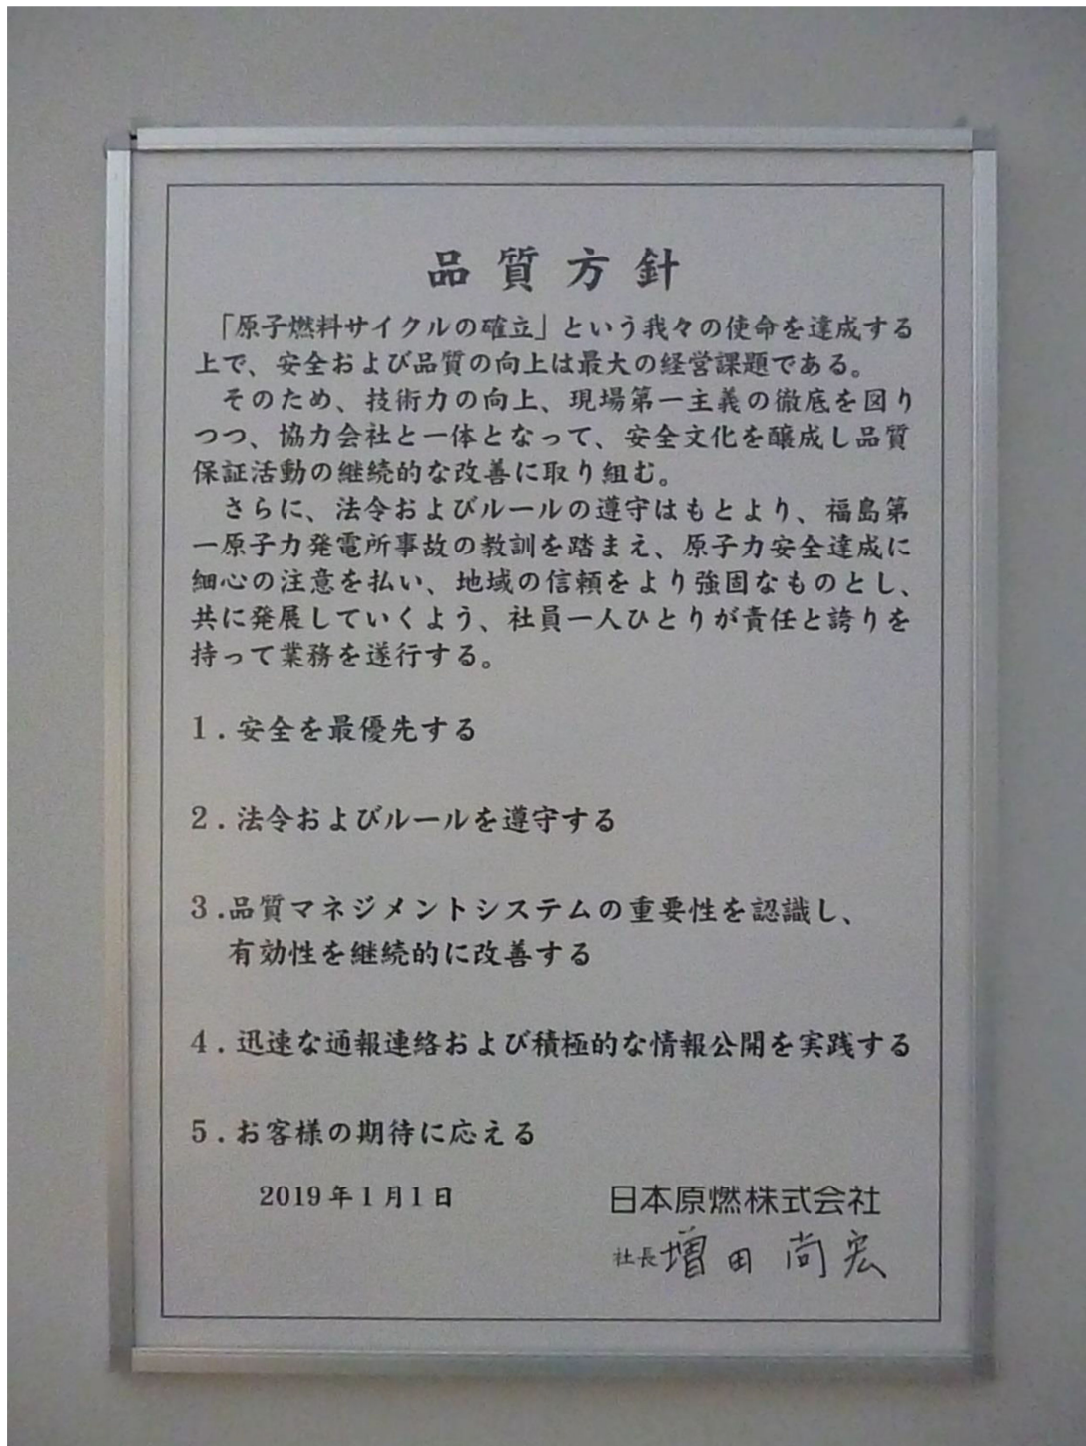 品質方針
「原子燃料サイクルの確立」という我々の使命を達成する
上で、安全および品質の向上は最大の経営課題である。
そのため、技術力の向上、現場第一主義の徹底を図り
つつ、協力会社と一体となって、安全文化を醸成し品質
保証活動の継続的な改善に取り組む。
さらに、法令およびルールの遵守はもとより、福島第
一原子力発電所事故の教訓を踏まえ、原子力安全達成に
細心の注意を払い、地域の信頼をより強固なものとし、
共に発展していくよう、社員一人ひとりが責任と誇りを
持って業務を遂行する。
1.安全を最優先する
2.法令およびルールを遵守する
3.品質マネジメントシステムの重要性を認識し、
有効性を継続的に改善する
4.迅速な通報連絡および積極的な情報公開を実践する
5.お客様の期待に応える
2019年1月1日
日本原燃株式会社
社長 増田 尚宏